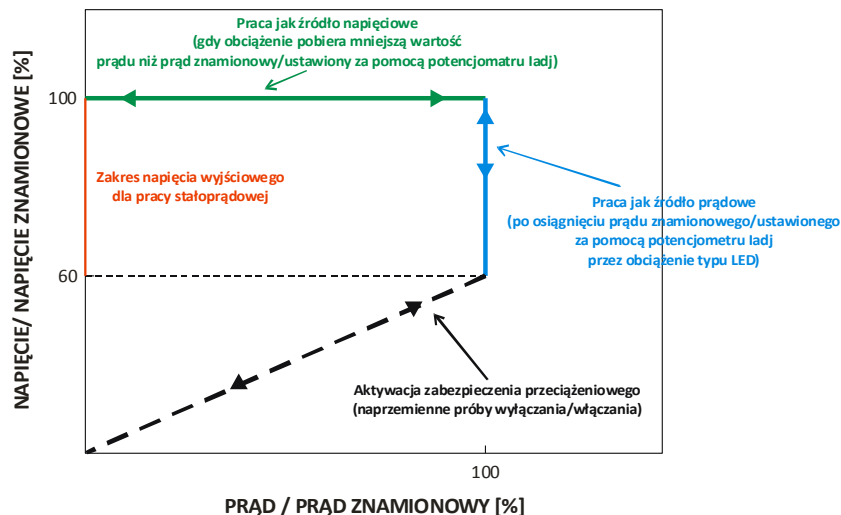 Praca jak źródło napięciowe
(gdy obciążenie pobiera mniejszą wartość
prądu niż prąd znamionowy/ustawiony za pomocą potencjomatru Iadj)
100
Zakres napięcia wyjściowego
dla pracy stałoprądowej
Praca jak źródło prądowe
(po osiągnięciu prądu znamionowego/ustawionego
za pomocą potencjometru Iadj
przez obciążenie typu LED)
60
Aktywacja zabezpieczenia przeciążeniowego
(naprzemienne próby wyłączania/włączania)
100
NAPIĘCIE/ NAPIĘCIE ZNAMIONOWE [%]
PRĄD / PRĄD ZNAMIONOWY [%]